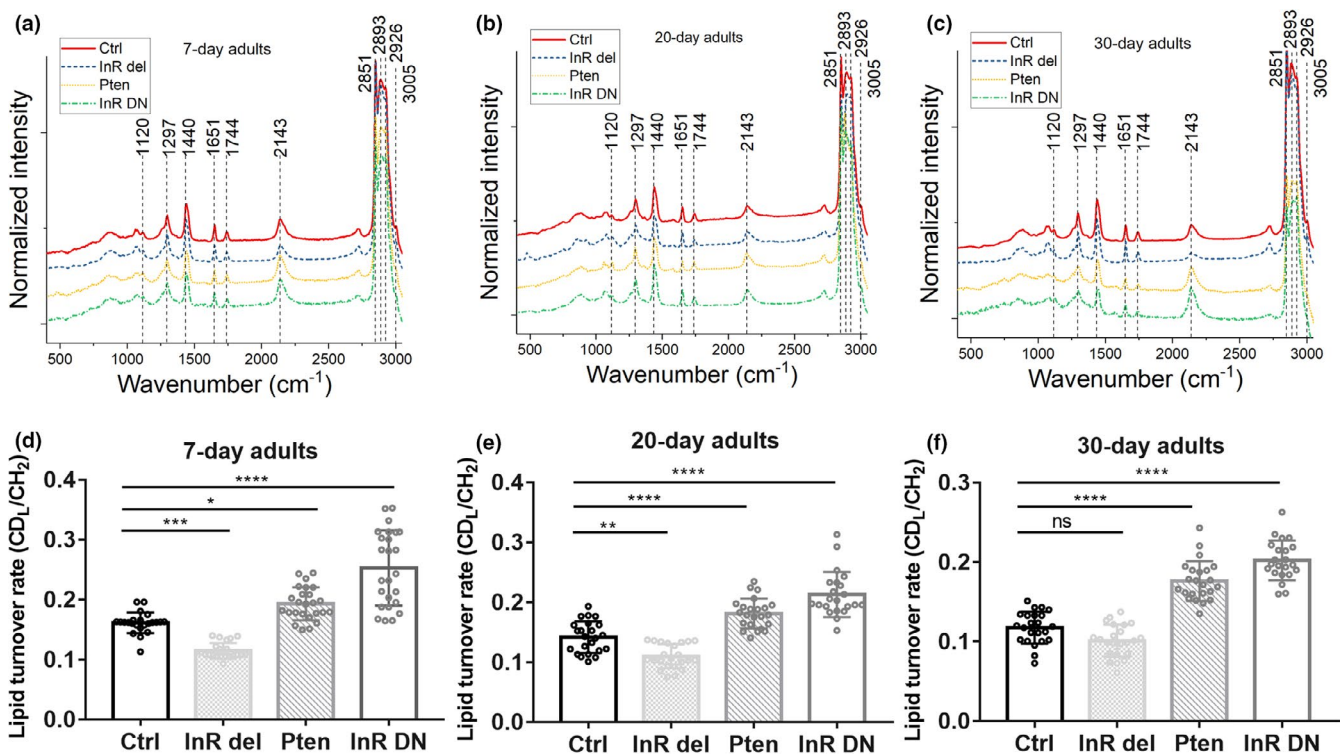 (a)
7-day adults
Ctrl
InR del
Pten
InR DN
1120
1297
1440
1651
1744
2143
2851
2893
2926
3005
Normalized intensity
500 1000 1500 2000 2500 3000
Wavenumber (cm⁻¹)
(b)
20-day adults
Ctrl
InR del
Pten
InR DN
1120
1297
1440
1651
1744
2143
2851
2893
2926
3005
Normalized intensity
500 1000 1500 2000 2500 3000
Wavenumber (cm⁻¹)
(c)
30-day adults
Ctrl
InR del
Pten
InR DN
1120
1297
1440
1651
1744
2143
2851
2893
2926
3005
Normalized intensity
500 1000 1500 2000 2500 3000
Wavenumber (cm⁻¹)
(d)
7-day adults
Lipid turnover rate (CD_L/CH₂)
0.4
0.3
0.2
0.1
0.0
****
*
***
Ctrl InR del Pten InR DN
(e)
20-day adults
Lipid turnover rate (CD_L/CH₂)
0.4
0.3
0.2
0.1
0.0
****
****
**
Ctrl InR del Pten InR DN
(f)
30-day adults
Lipid turnover rate (CD_L/CH₂)
0.3
0.2
0.1
0.0
****
****
ns
Ctrl InR del Pten InR DN